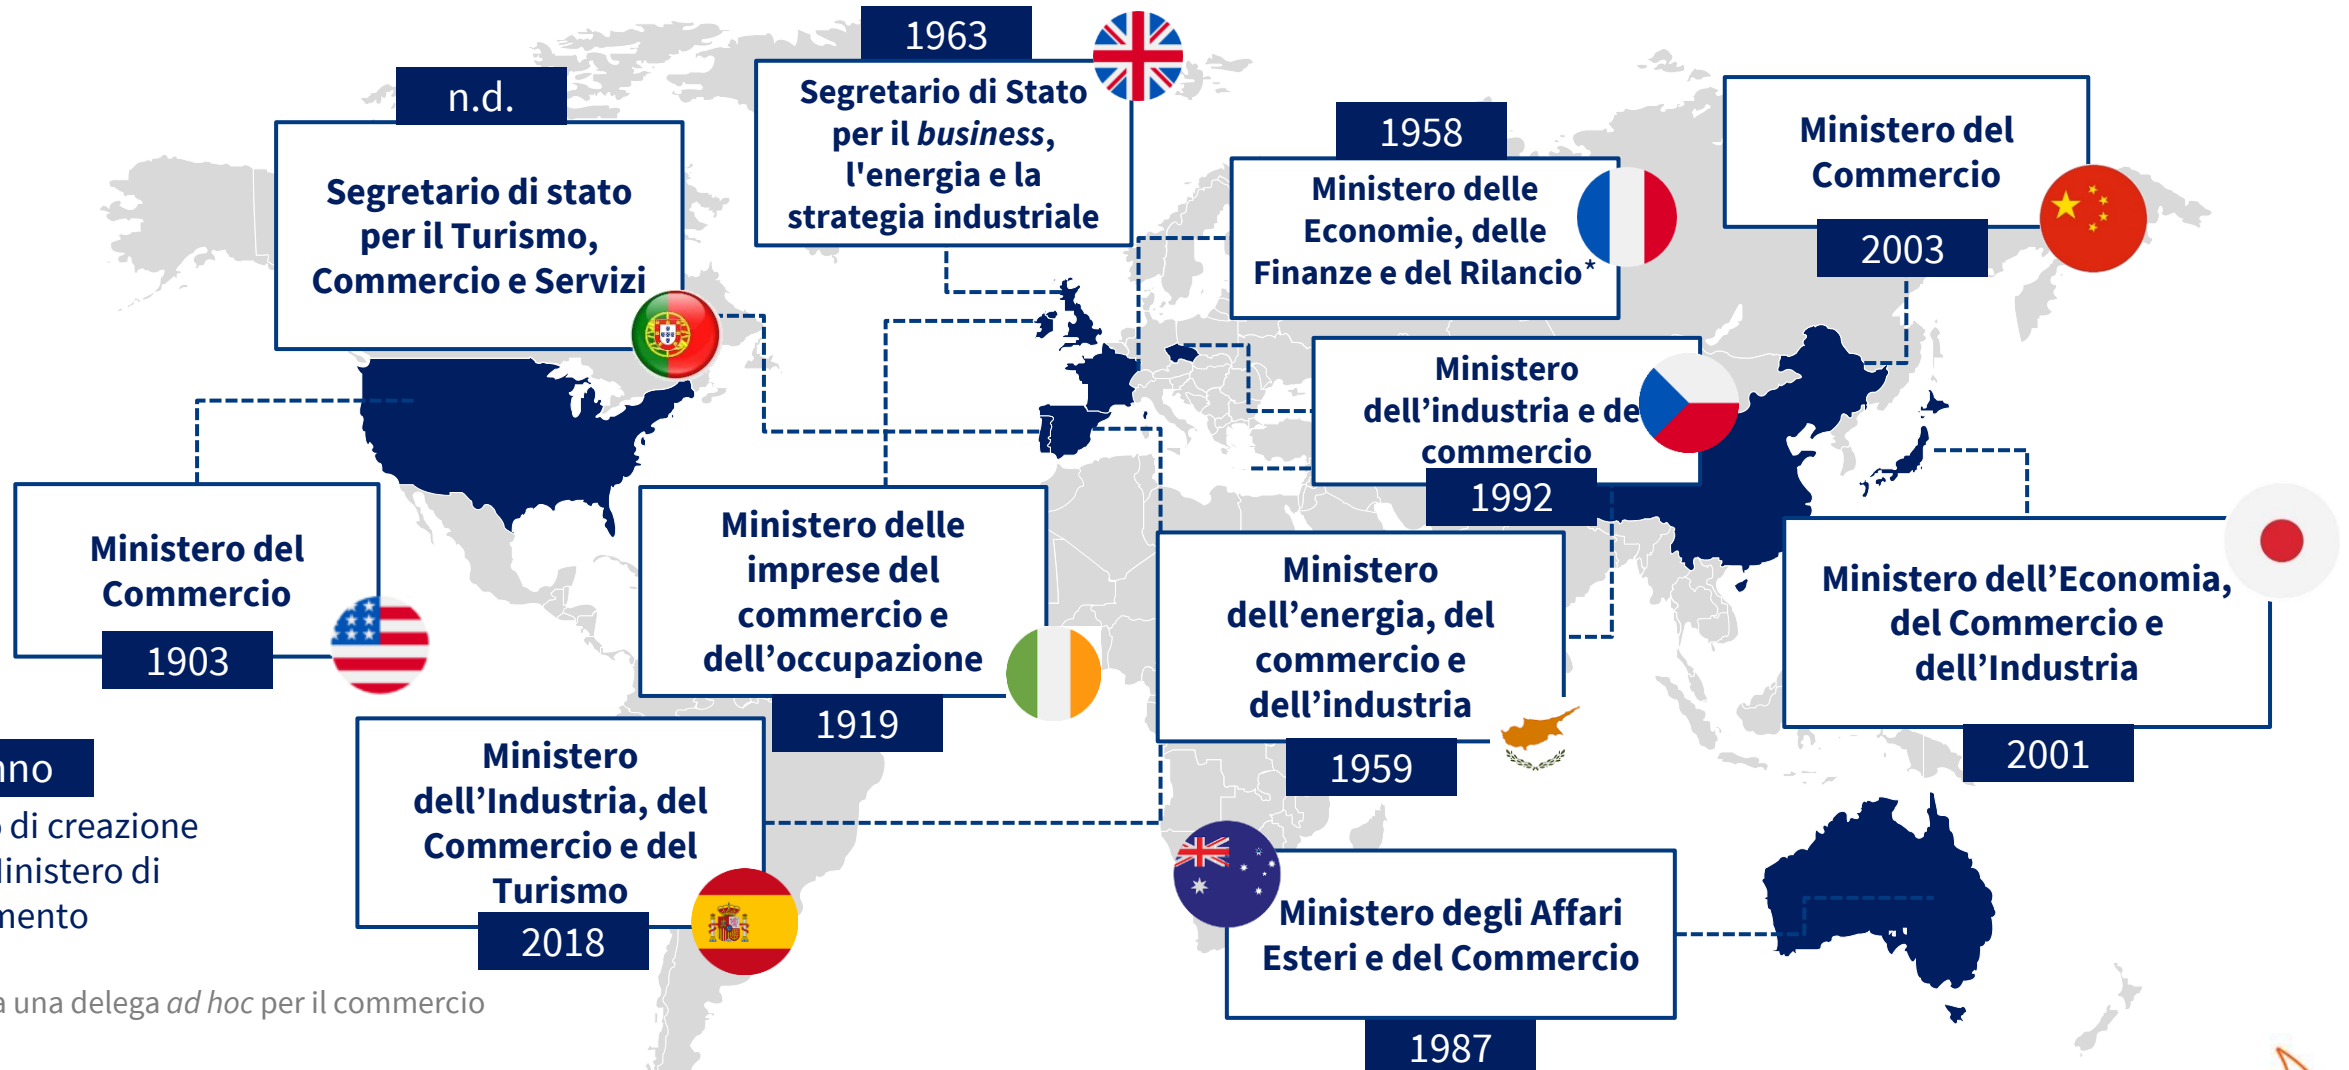 1963
Segretario di Stato
per il business,
l'energia e la
strategia industriale
n.d.
Segretario di stato
per il Turismo,
Commercio e Servizi
1958
Ministero delle
Economie, delle
Finanze e del Rilancio*
Ministero del
Commercio
2003
Ministero
dell’industria e de
commercio
1992
Ministero del
Commercio
1903
Ministero delle
imprese del
commercio e
dell’occupazione
1919
Ministero
dell’energia, del
commercio e
dell’industria
1959
Ministero dell’Economia,
del Commercio e
dell’Industria
2001
Ministero
dell’Industria, del
Commercio e del
Turismo
2018
Ministero degli Affari
Esteri e del Commercio
1987
di creazione
di
una delega ad hoc per il commercio